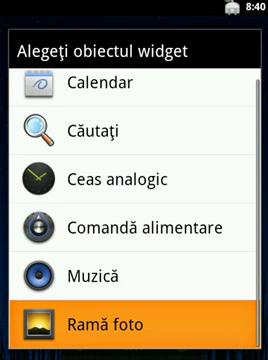 8:40
Alegeţi obiectul widget
Calendar
Căutaţi
Ceas analogic
Comandă alimentare
Muzică
Ramă foto